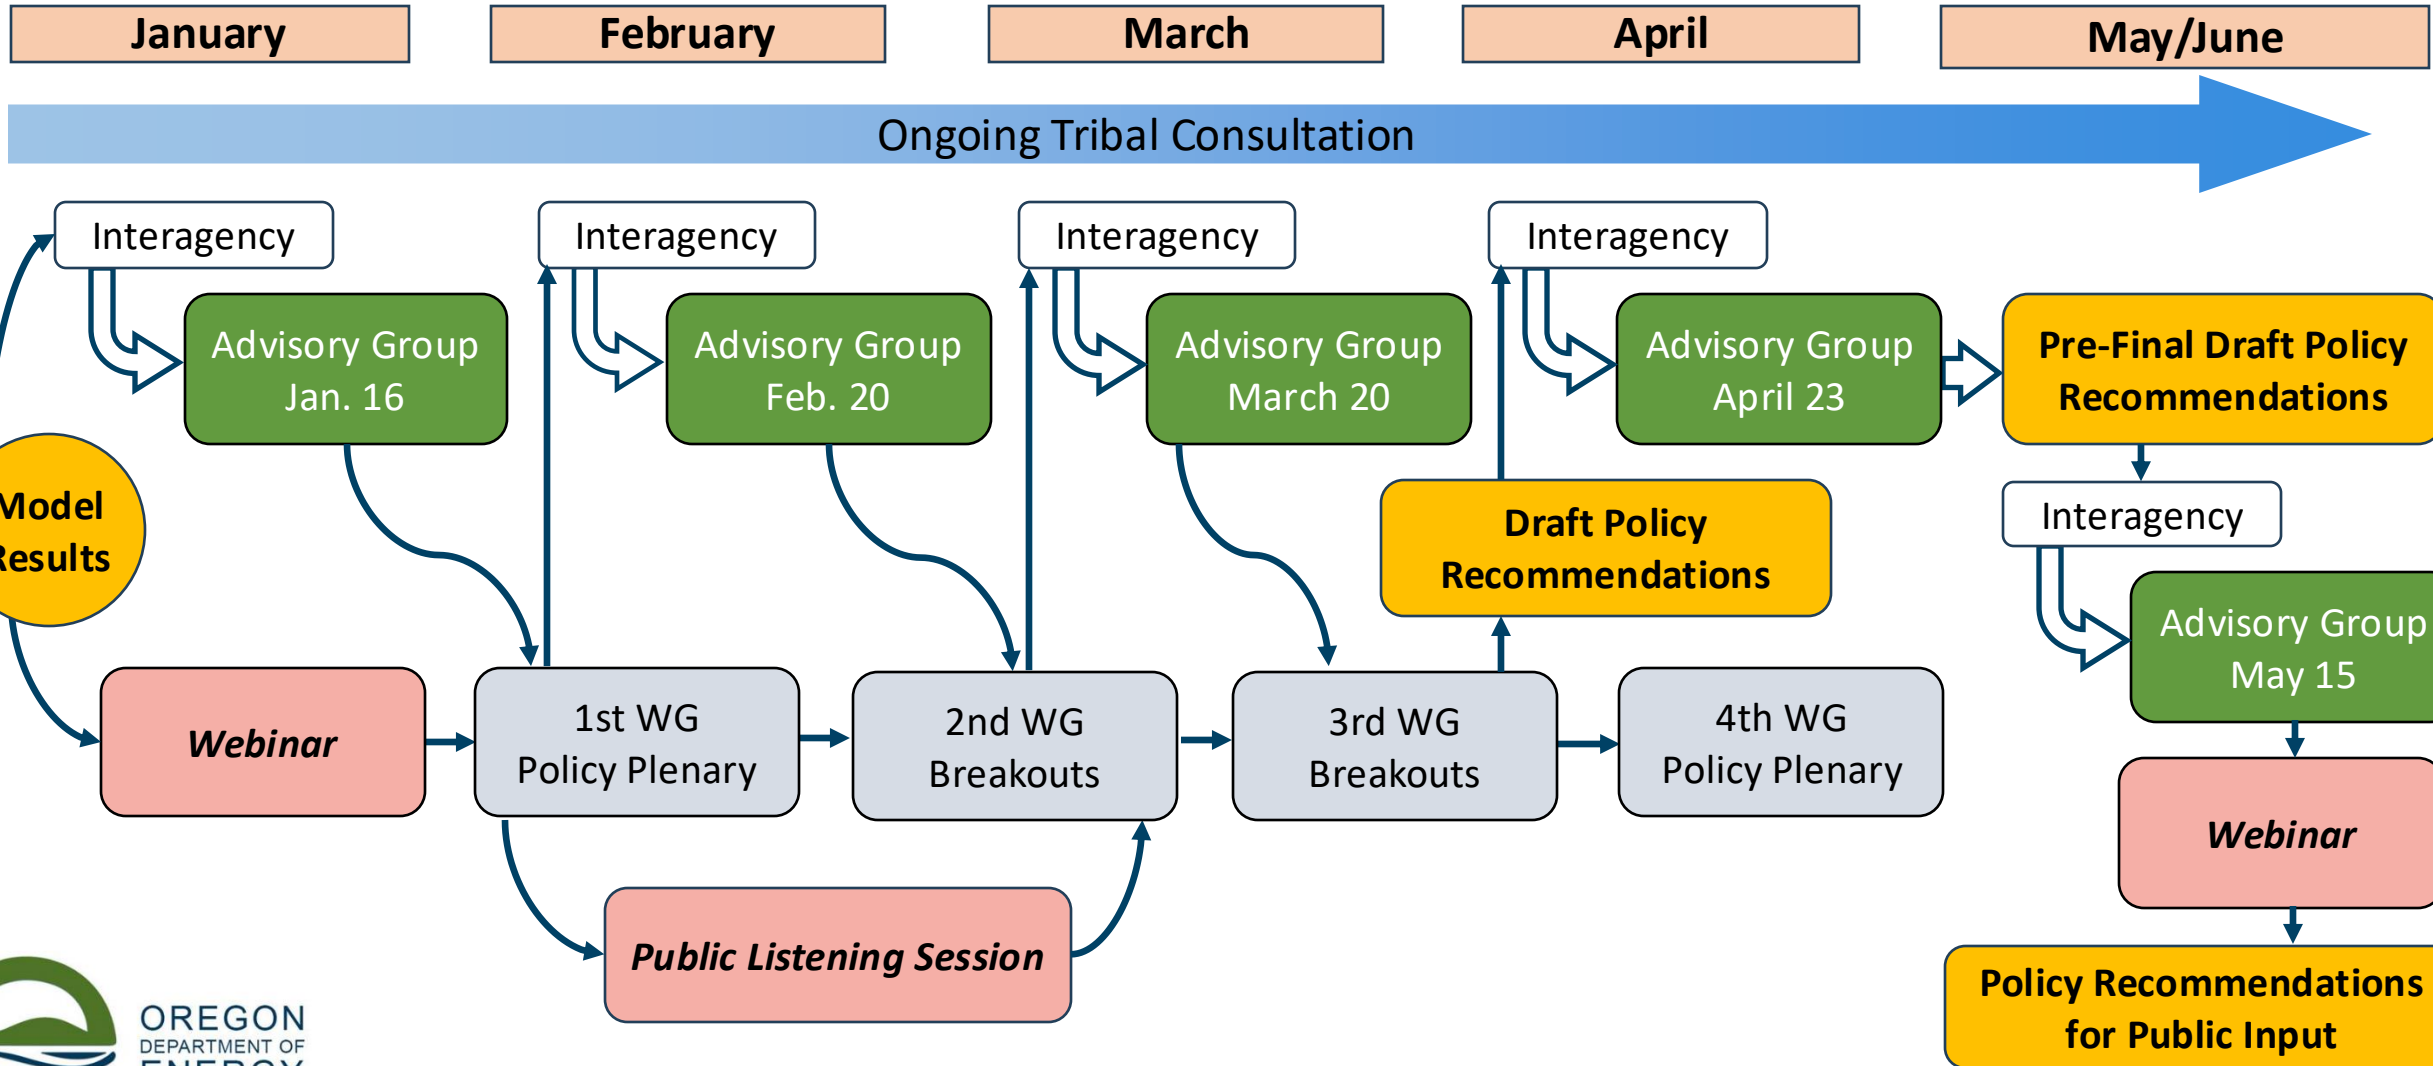 January
February
March
April
May/June
Ongoing Tribal Consultation
Interagency
Interagency
Interagency
Interagency
Advisory Group
Jan. 16
Advisory Group
Feb. 20
Advisory Group
March 20
Advisory Group
April 23
Pre-Final Draft Policy
Recommendations
Model
Results
Draft Policy
Recommendations
Interagency
Advisory Group
May 15
Webinar
1st WG
Policy Plenary
2nd WG
Breakouts
3rd WG
Breakouts
4th WG
Policy Plenary
Webinar
Public Listening Session
Policy Recommendations
for Public Input
OREGON
DEPARTMENT OF
ENERGY